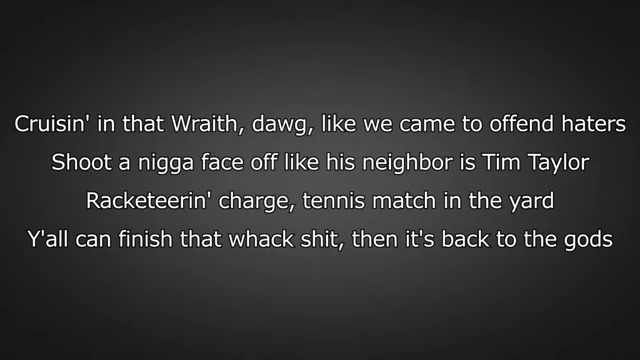 Cruisin' in that Wraith, dawg, like we came to offend haters
Shoot a nigga face off like his neighbor is Tim Taylor
Racketeerin' charge, tennis match in the yard
Y'all can finish that whack shit, then it's back to the gods